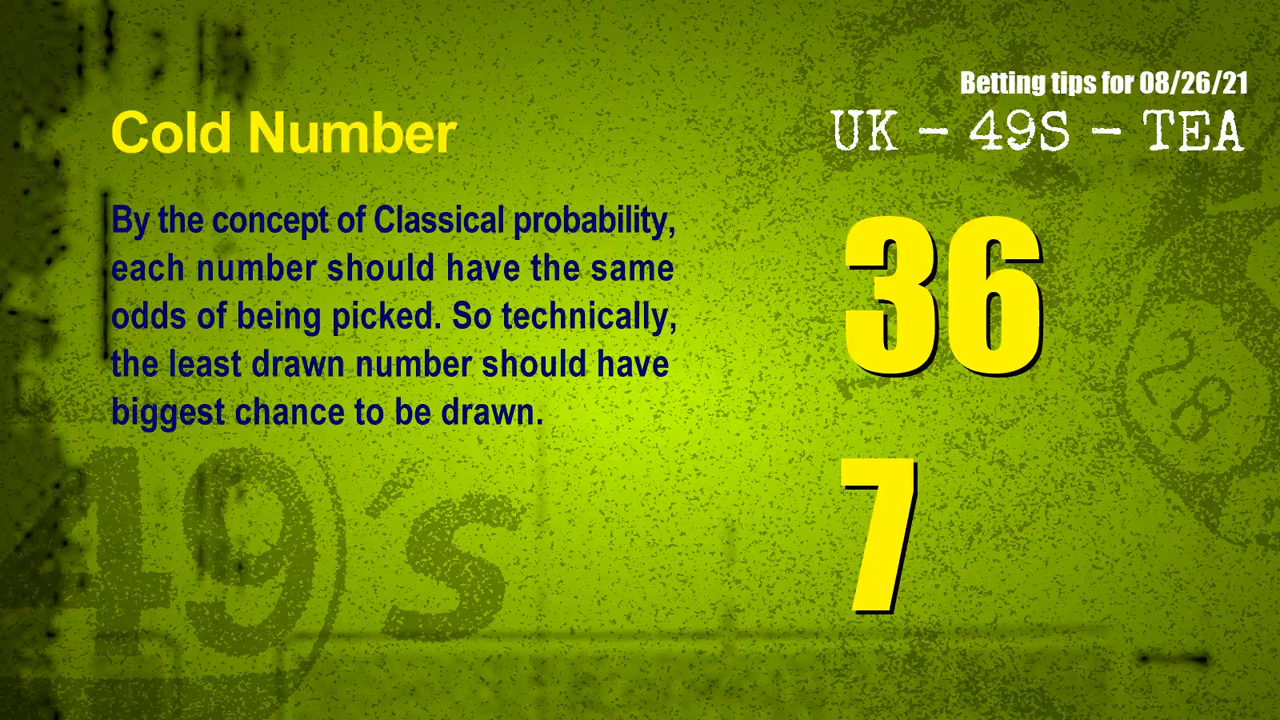 Betting tips for 08/26/21
UK - 49S - TEA
Cold Number
By the concept of Classical probability,
each number should have the same
odds of being picked. So technically,
the least drawn number should have
biggest chance to be drawn.
36
7
28
49's